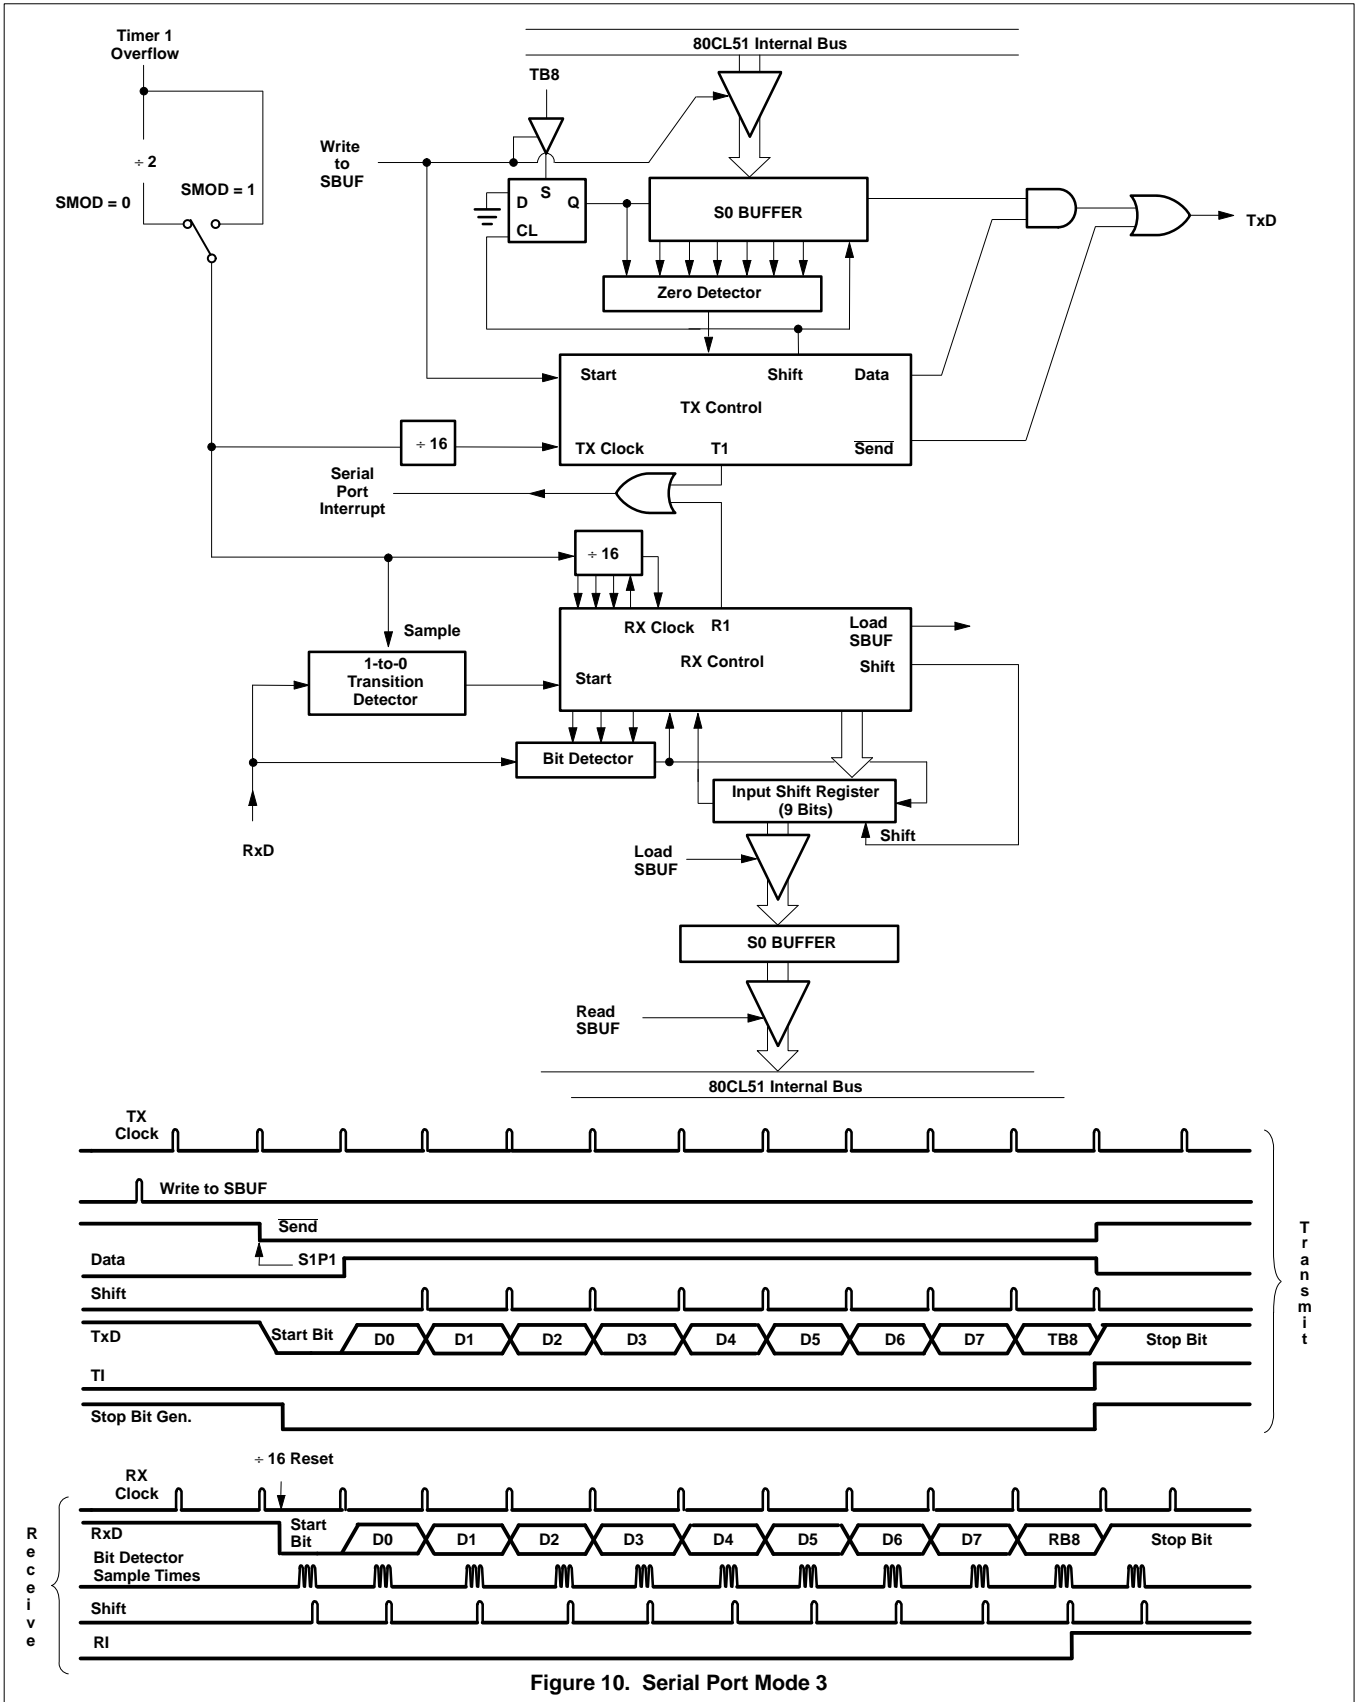 Timer 1
Overflow
80CL51 Internal Bus
TB8
Write
to
SBUF
÷ 2
SMOD = 1
SMOD = 0
D
S
Q
CL
S0 BUFFER
TxD
Zero Detector
Start
Shift
Data
TX Control
÷ 16
TX Clock
T1
Send
Serial
Port
Interrupt
÷ 16
Sample
RX Clock
R1
Load
SBUF
RX Control
Shift
Start
1-to-0
Transition
Detector
Bit Detector
Input Shift Register
(9 Bits)
Shift
RxD
Load
SBUF
S0 BUFFER
Read
SBUF
80CL51 Internal Bus
TX
Clock
Write to SBUF
Send
Data
S1P1
Shift
TxD
Start Bit
D0
D1
D2
D3
D4
D5
D6
D7
TB8
Stop Bit
TI
Stop Bit Gen.
Transmit
÷ 16 Reset
RX
Clock
RxD
Start
Bit
D0
D1
D2
D3
D4
D5
D6
D7
RB8
Stop Bit
Bit Detector
Sample Times
Shift
RI
Receive
Figure 10. Serial Port Mode 3